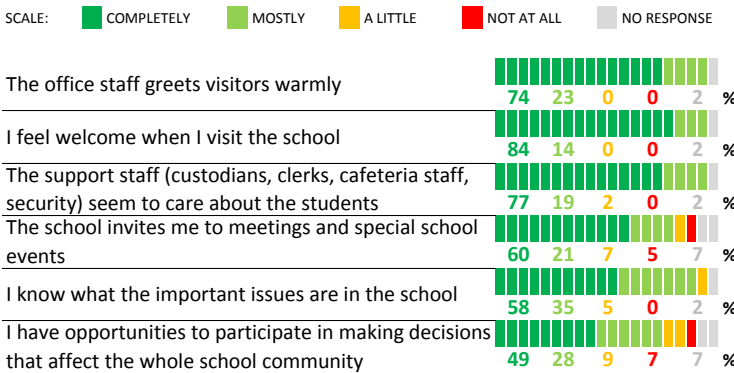 SCALE: COMPLETELY MOSTLY A LITTLE NOT AT ALL NO RESPONSE
The office staff greets visitors warmly
74 23 0 0 2 %
I feel welcome when I visit the school
84 14 0 0 2 %
The support staff (custodians, clerks, cafeteria staff,
security) seem to care about the students
77 19 2 0 2 %
The school invites me to meetings and special school
events
60 21 7 5 7 %
I know what the important issues are in the school
58 35 5 0 2 %
I have opportunities to participate in making decisions
that affect the whole school community
49 28 9 7 7 %